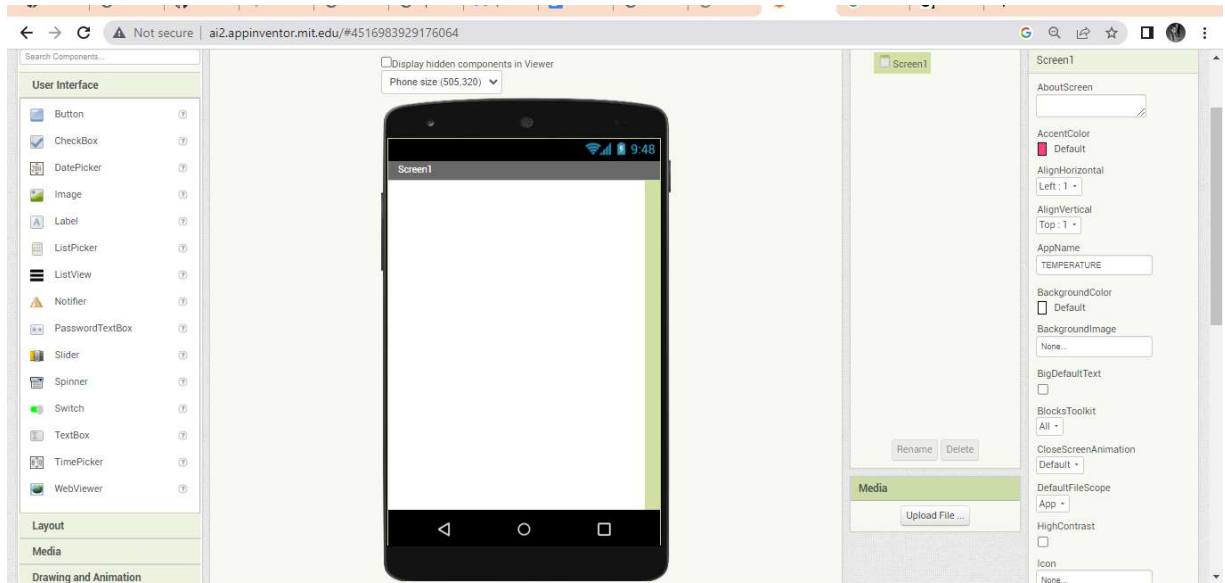 Not secure
ai2.appinventor.mit.edu/#4516983929176064
Search Components...
User Interface
Button
CheckBox
DatePicker
Image
Label
ListPicker
ListView
Notifier
PasswordTextBox
Slider
Spinner
Switch
TextBox
TimePicker
WebViewer
Layout
Media
Drawing and Animation
Display hidden components in Viewer
Phone size (505,320)
9:48
Screen1
Screen1
Rename Delete
Media
Upload File ...
Screen1
AboutScreen
AccentColor
Default
AlignHorizontal
Left : 1
AlignVertical
Top : 1
AppName
TEMPERATURE
BackgroundColor
Default
BackgroundImage
None...
BigDefaultText
BlocksToolkit
All
CloseScreenAnimation
Default
DefaultFileScope
App
HighContrast
Icon
None...